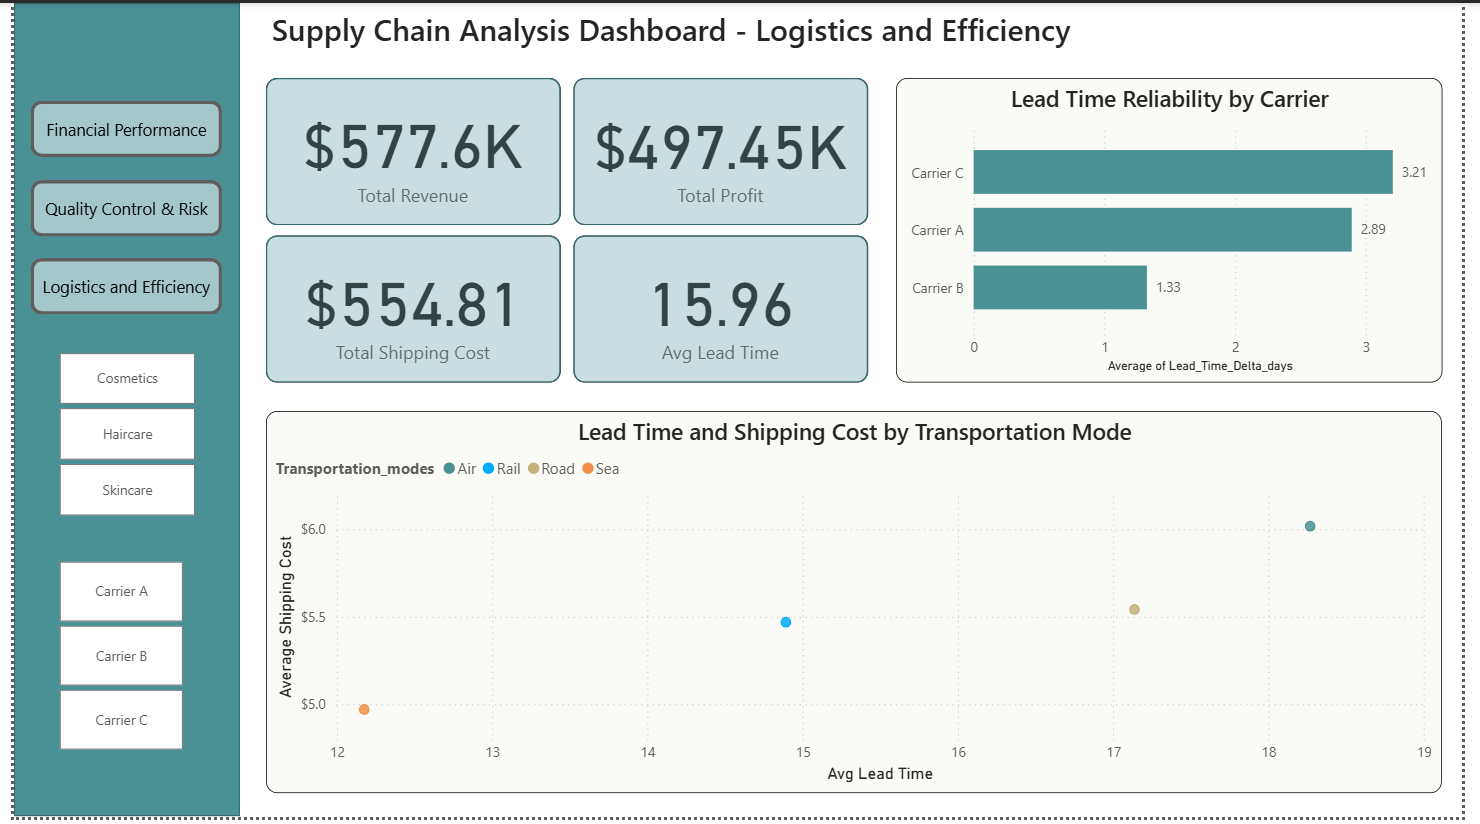 Supply Chain Analysis Dashboard - Logistics and Efficiency
Financial Performance
Quality Control & Risk
Logistics and Efficiency
Cosmetics
Haircare
Skincare
Carrier A
Carrier B
Carrier C
$577.6K
Total Revenue
$497.45K
Total Profit
$554.81
Total Shipping Cost
15.96
Avg Lead Time
Lead Time Reliability by Carrier
Carrier C
3.21
Carrier A
2.89
Carrier B
1.33
0 1 2 3
Average of Lead_Time_Delta_days
Lead Time and Shipping Cost by Transportation Mode
Transportation_modes Air Rail Road Sea
Average Shipping Cost
$6.0
$5.5
$5.0
12 13 14 15 16 17 18 19
Avg Lead Time